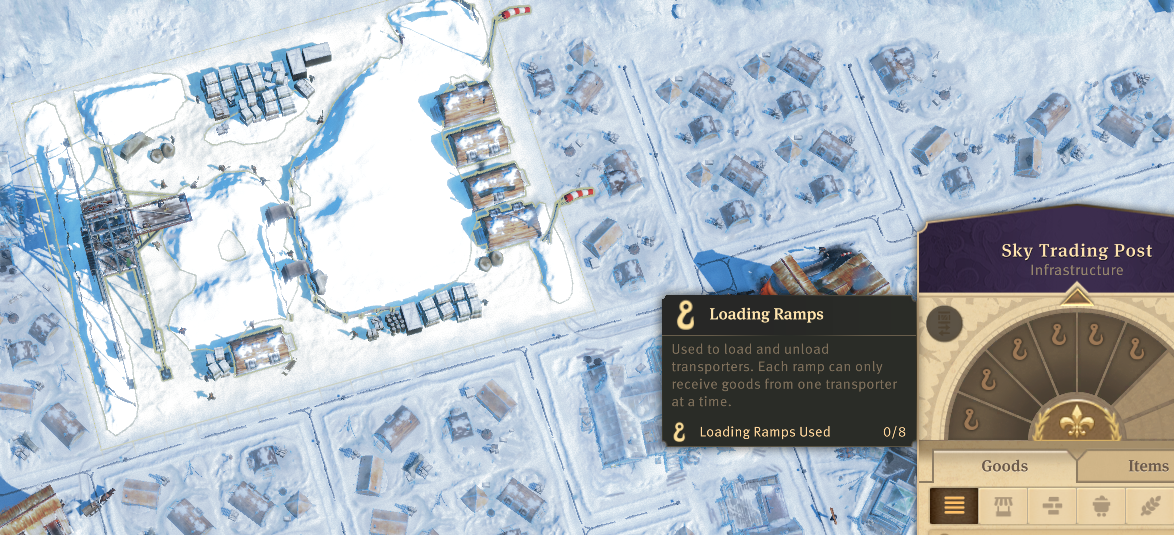 Sky Trading Post
Infrastructure
Loading Ramps
Used to load and unload
transporters. Each ramp can only
receive goods from one transporter
at a time.
Loading Ramps Used 0/8
Goods Items